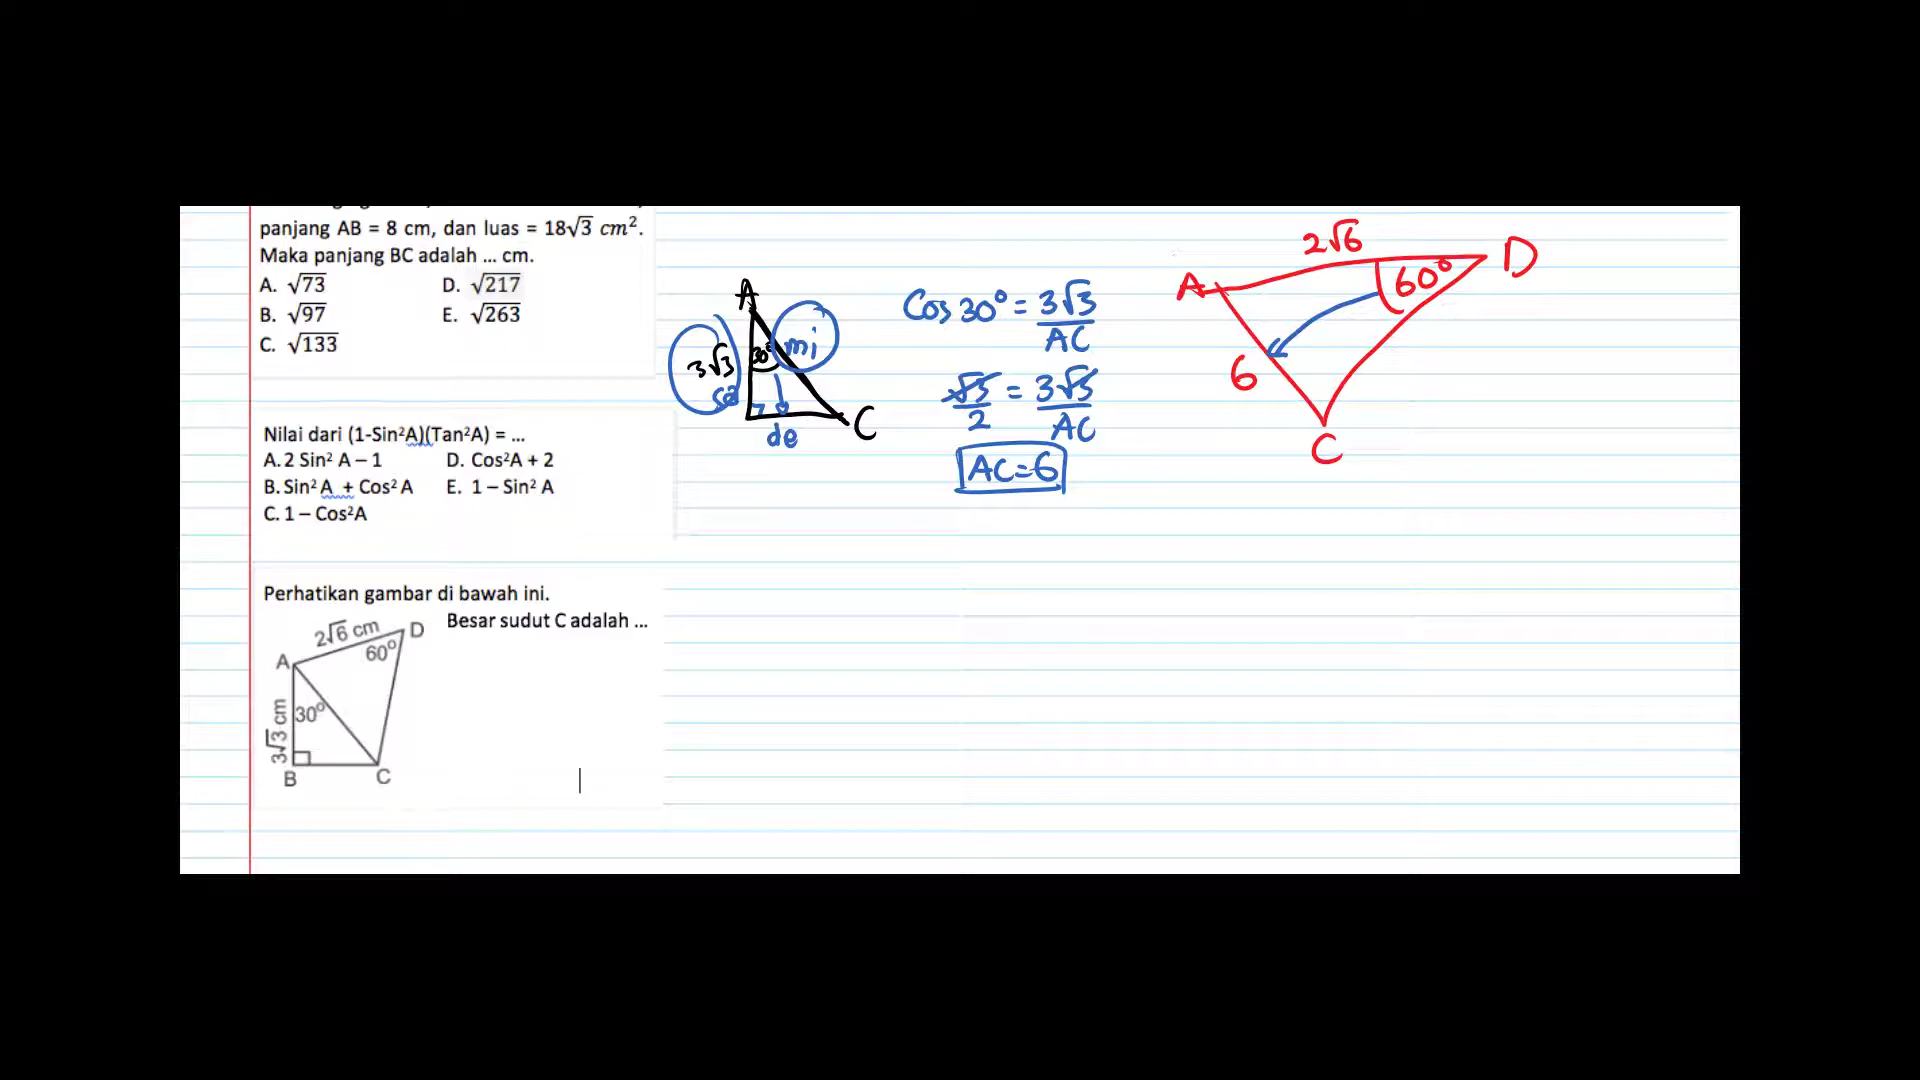 panjang AB = 8 cm, dan luas = 18√3 cm².
Maka panjang BC adalah ... cm.
A. √73 D. √217
B. √97 E. √263
C. √133
Nilai dari (1-Sin²A)(Tan²A) = ...
A. 2 Sin² A – 1 D. Cos²A + 2
B. Sin² A + Cos² A E. 1 – Sin² A
C. 1 – Cos²A
Perhatikan gambar di bawah ini.
Besar sudut C adalah ...
2√6 cm
D
60°
A
30°
3√3 cm
B
C
A
3√3
30°
mi
sa
de
C
Cos 30° = 3√3 / AC
√3 / 2 = 3√3 / AC
AC = 6
2√6
A
D
60°
6
C